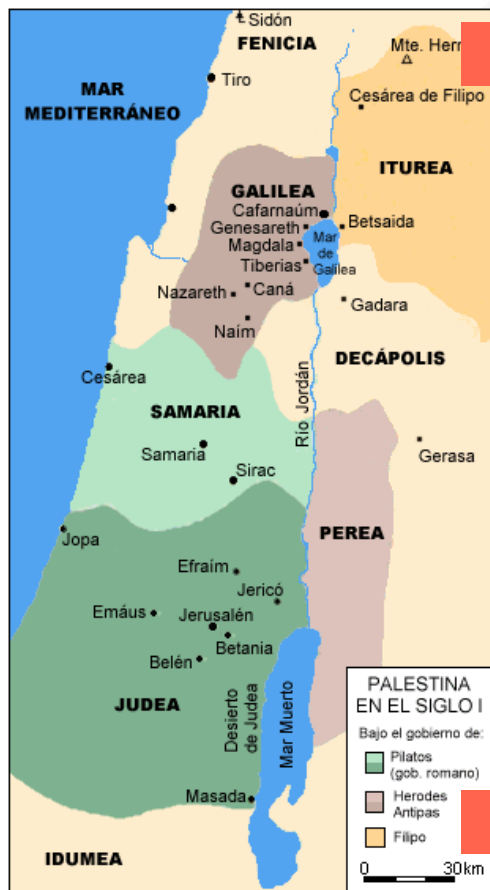 Sidón
FENICIA
Mte. Her
MAR
MEDITERRÁNEO
Tiro
Cesárea de Filipo
ITUREA
GALILEA
Cafarnaúm
Genesareth
Betsaida
Magdala
Mar
de
Galilea
Tiberias
Nazareth
Caná
Gadara
Naím
DECÁPOLIS
Río Jordán
Cesárea
SAMARIA
Samaria
Gerasa
Sirac
Jopa
PEREA
Efraím
Jericó
Emáus
Jerusalén
Betania
Belén
JUDEA
Desierto
de Judea
Mar Muerto
Masada
IDUMEA
PALESTINA
EN EL SIGLO I
Bajo el gobierno de:
Pilatos
(gob. romano)
Herodes
Antipas
Filipo
0 30km